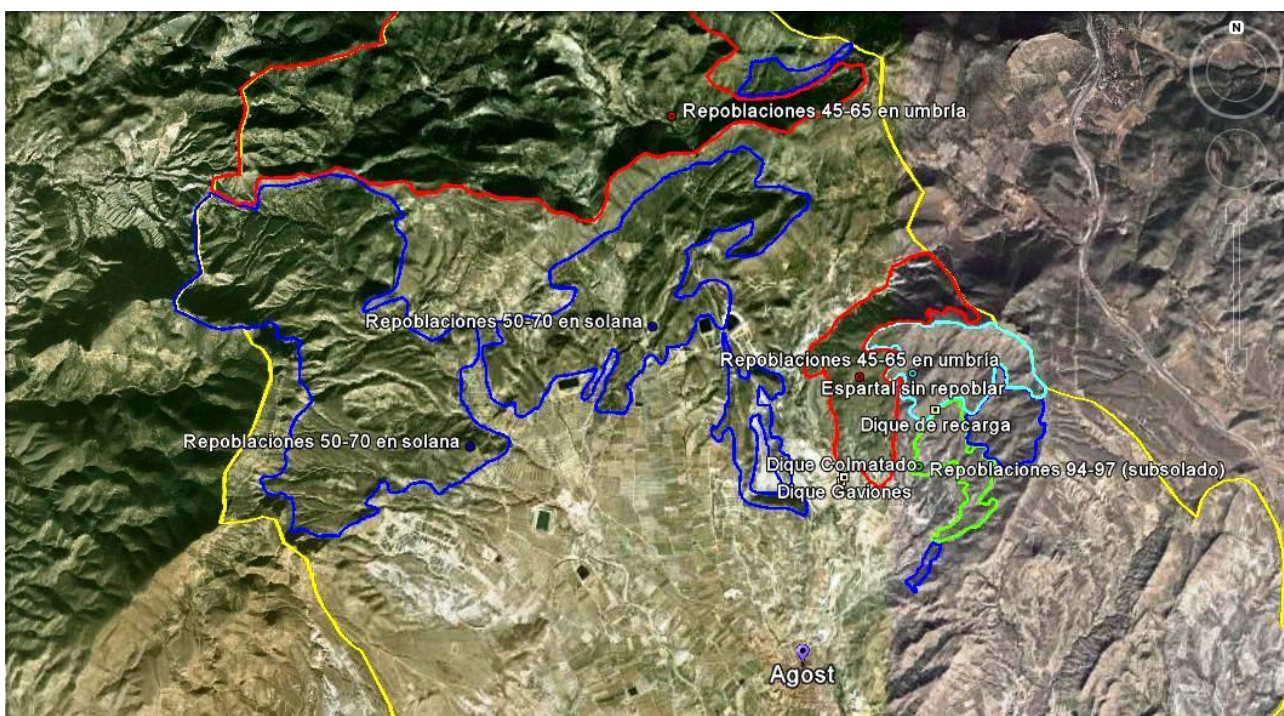 N
Repoblaciones 45-65 en umbría
Repoblaciones 50-70 en solana
Repoblaciones 45-65 en umbría
Espartal sin repoblar
Dique de recarga
Repoblaciones 50-70 en solana
Dique Colmatado
Repoblaciones 94-97 (subsolado)
Dique Gaviones
Agost